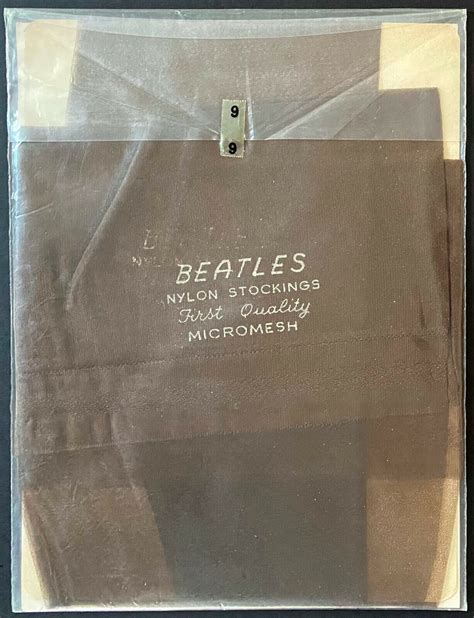 9
9
BEATLES
NYLON STOCKINGS
First Quality
MICROMESH